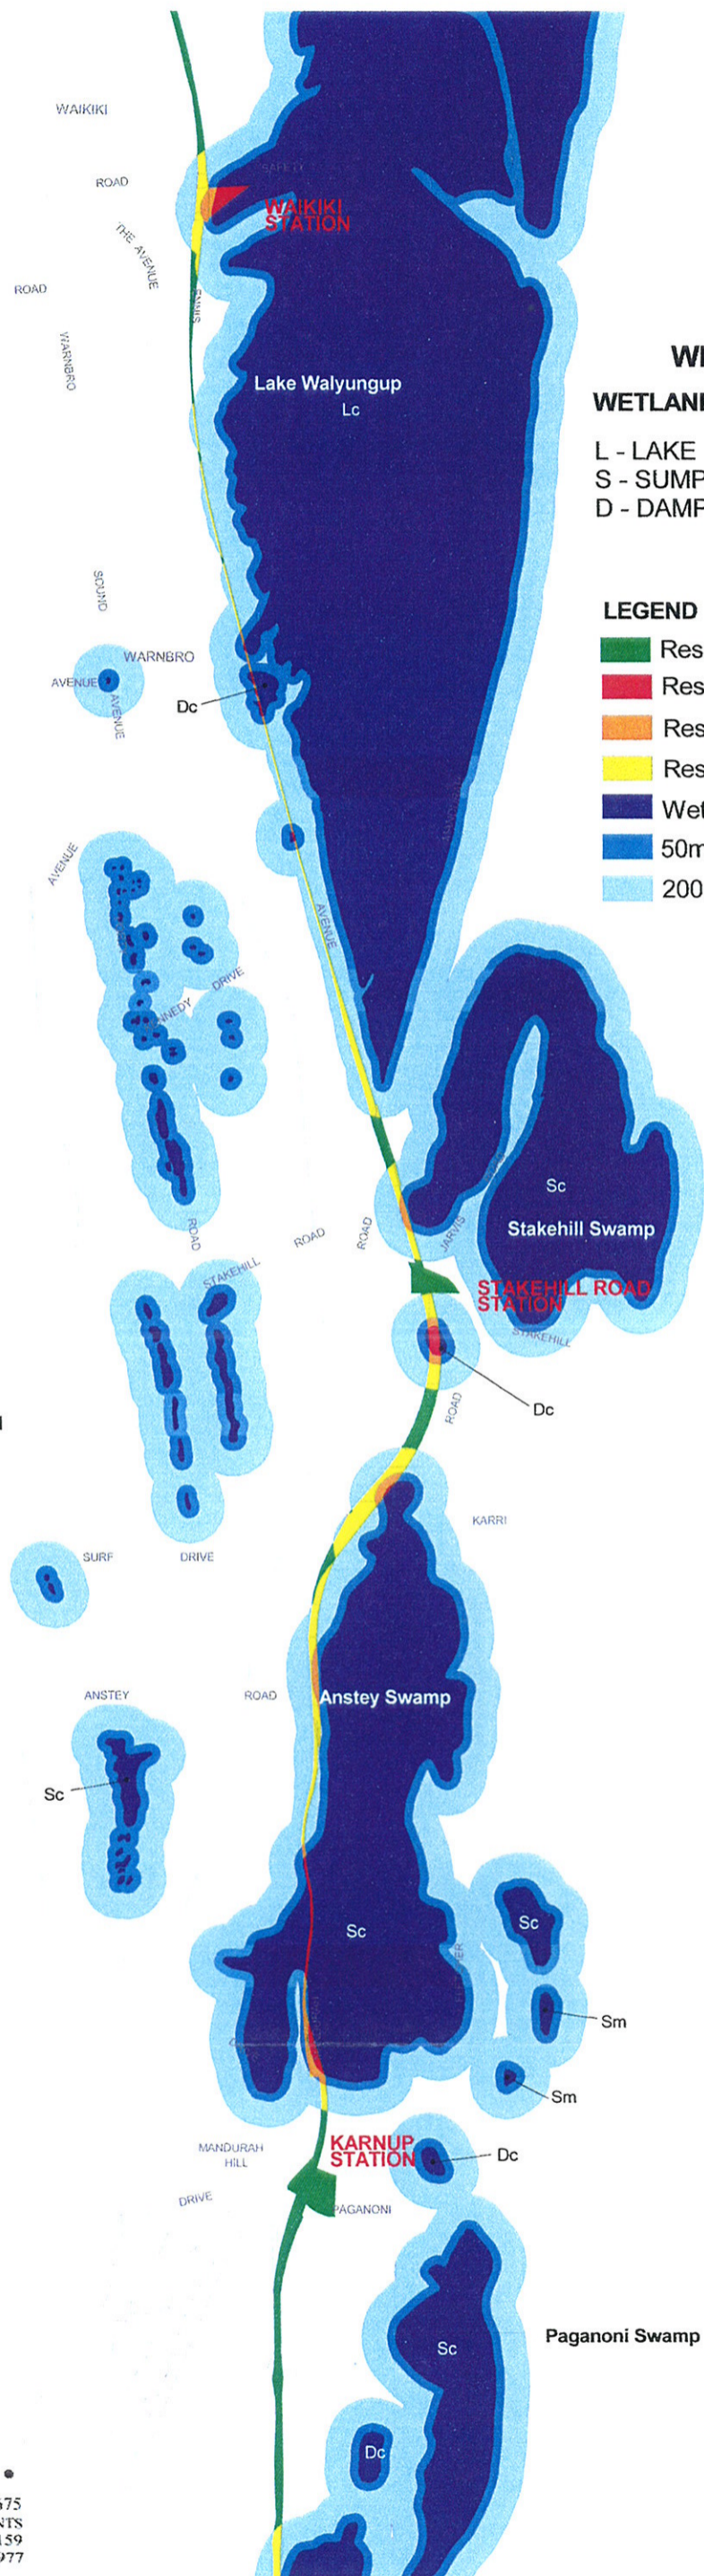 WAIKIKI
ROAD
SAFETY
WAIKIKI
STATION
THE AVENUE
ROAD
ENNIS
WARNBRO
WETLAND
Lake Walyungup
Lc
L - LAKE
S - SUMP
D - DAMP
SOUND
LEGEND
WARNBRO
AVENUE
AVENUE
Dc
Res
Res
Res
Res
Wet
50m
200
AVENUE
AVENUE
DRIVE
Sc
Stakehill Swamp
ROAD
ROAD
ROAD
JARVIS
STAKEHILL
STAKEHILL ROAD
STATION
STAKEHILL
Dc
ROAD
KARRI
SURF
DRIVE
ANSTEY
ROAD
Anstey Swamp
Sc
Sc
Sc
Sm
Sm
KARNUP
STATION
MANDURAH
HILL
Dc
DRIVE
PAGANONI
Paganoni Swamp
Sc
Dc
675
NTS
159
977